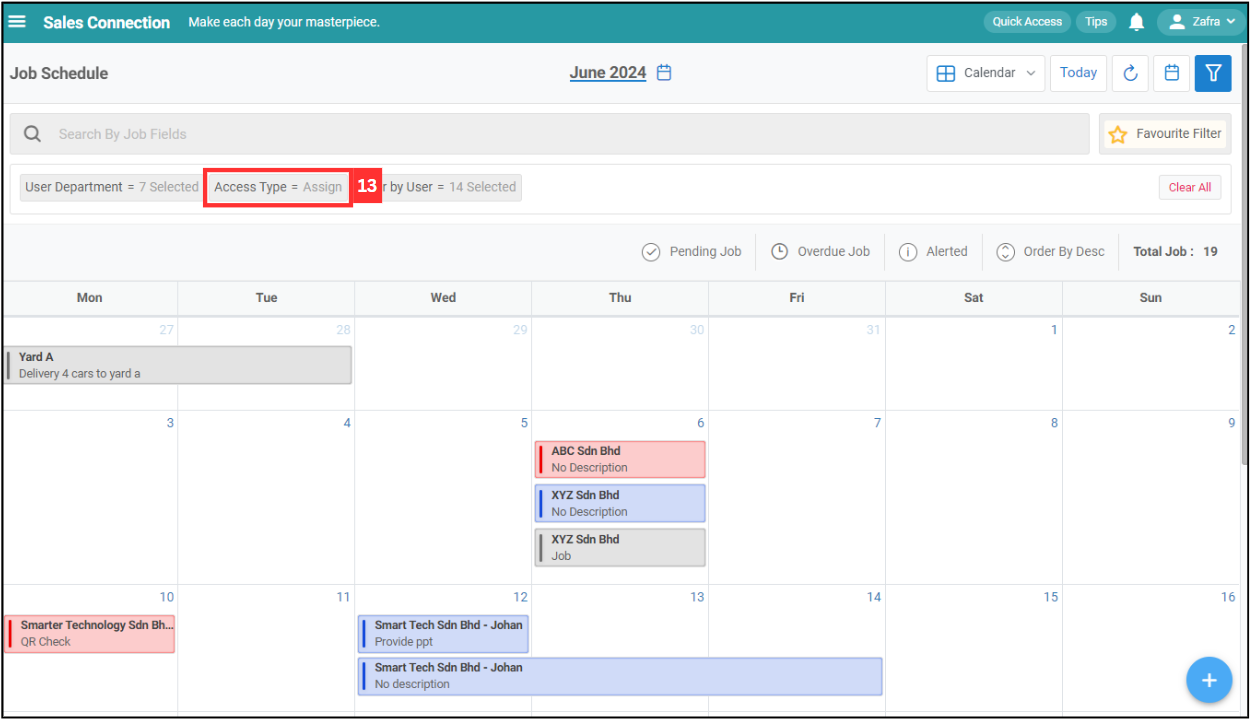 Sales Connection Make each day your masterpiece. Quick Access Tips Zafra
Job Schedule June 2024 Calendar Today
Search By Job Fields Favourite Filter
User Department = 7 Selected Access Type = Assign 13 r by User = 14 Selected Clear All
Pending Job Overdue Job Alerted Order By Desc Total Job : 19
Mon Tue Wed Thu Fri Sat Sun
27 28 29 30 31 1 2
Yard A
Delivery 4 cars to yard a
3 4 5 6 7 8 9
ABC Sdn Bhd
No Description
XYZ Sdn Bhd
No Description
XYZ Sdn Bhd
Job
10 11 12 13 14 15 16
Smarter Technology Sdn Bh... Smart Tech Sdn Bhd - Johan
QR Check Provide ppt
Smart Tech Sdn Bhd - Johan
No description